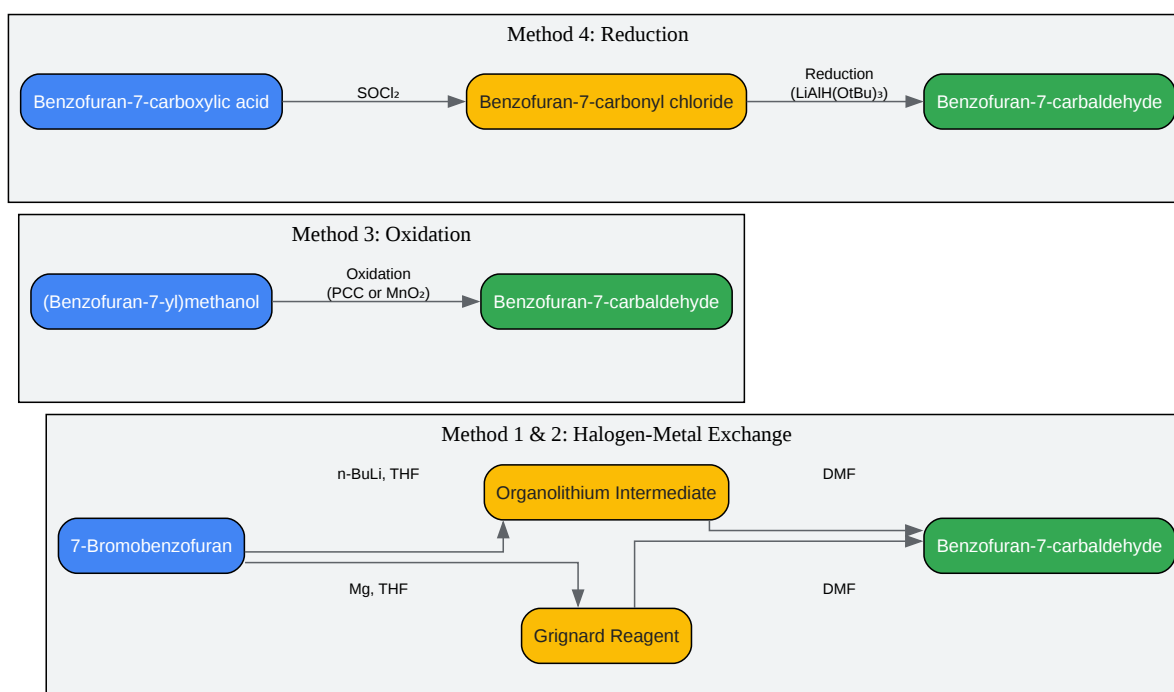 Method 4: Reduction
Benzofuran-7-carboxylic acid
SOCl₂
Benzofuran-7-carbonyl chloride
Reduction
(LiAlH(OtBu)₃)
Benzofuran-7-carbaldehyde
Method 3: Oxidation
(Benzofuran-7-yl)methanol
Oxidation
(PCC or MnO₂)
Benzofuran-7-carbaldehyde
Method 1 & 2: Halogen-Metal Exchange
n-BuLi, THF
Organolithium Intermediate
DMF
7-Bromobenzofuran
Benzofuran-7-carbaldehyde
Mg, THF
DMF
Grignard Reagent